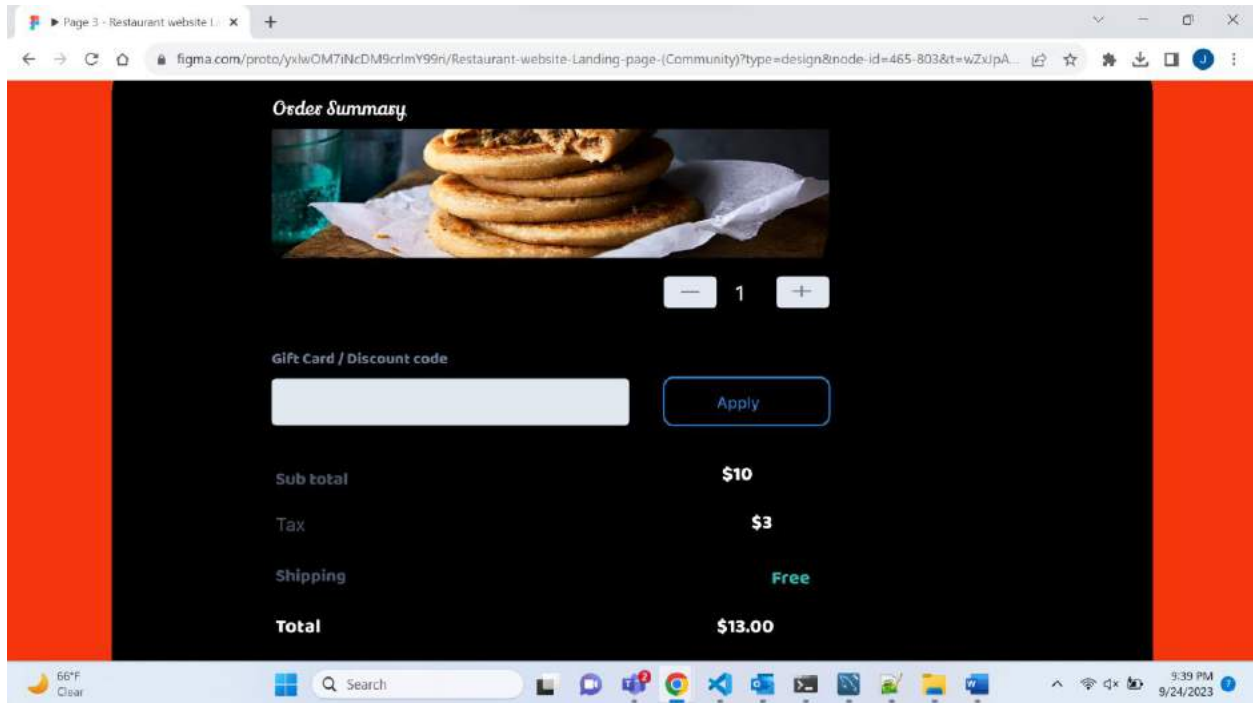 Page 3 - Restaurant website L
figma.com/proto/yxlwOM7iNcDM9crlmY99ri/Restaurant-website-Landing-page-(Community)?type=design&node-id=465-803&t=wZxJpA...
J
Order Summary
1
Gift Card / Discount code
Apply
Sub total $10
Tax $3
Shipping Free
Total $13.00
66°F
Clear
Search
9:39 PM
9/24/2023